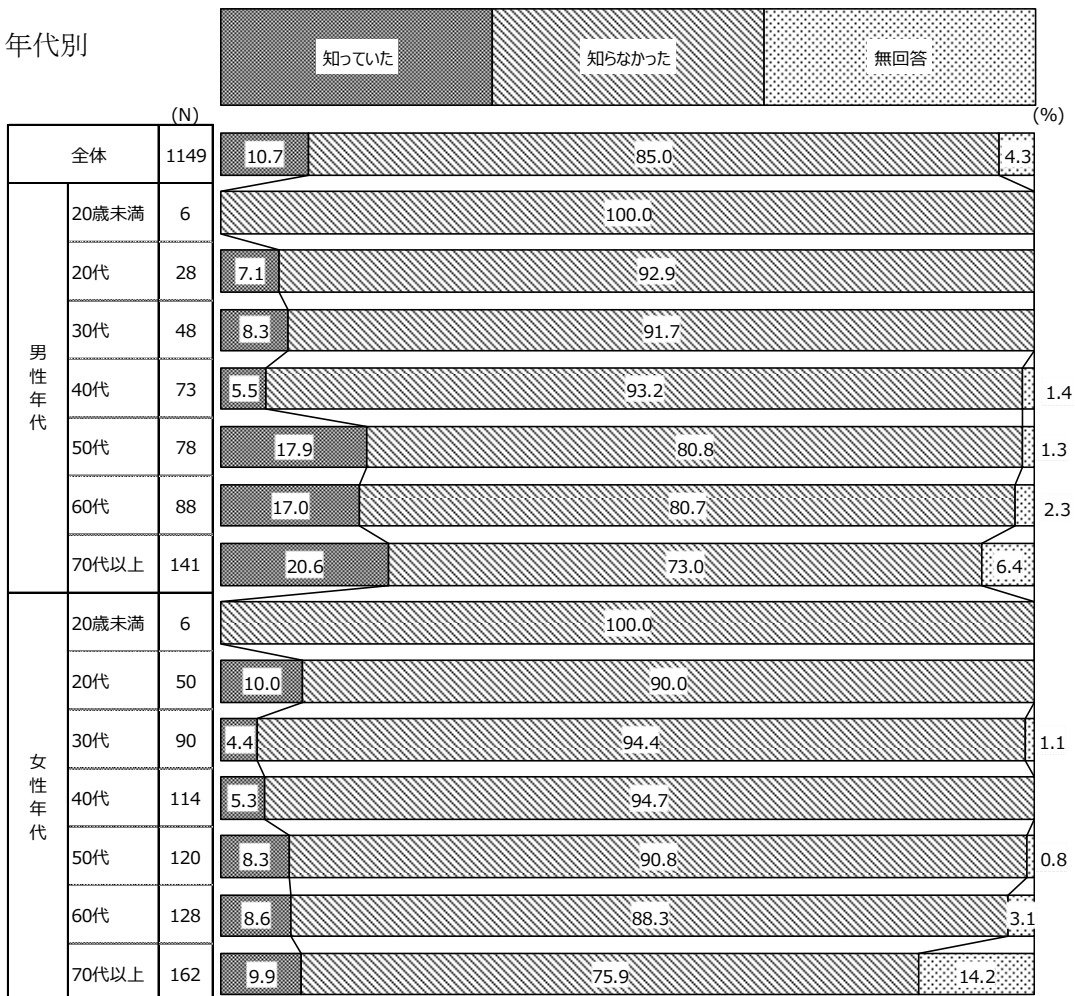 年代別
知っていた 知らなかった 無回答
(N) (%)
全体 1149 10.7 85.0 4.3
男性年代
20歳未満 6 100.0
20代 28 7.1 92.9
30代 48 8.3 91.7
40代 73 5.5 93.2 1.4
50代 78 17.9 80.8 1.3
60代 88 17.0 80.7 2.3
70代以上 141 20.6 73.0 6.4
女性年代
20歳未満 6 100.0
20代 50 10.0 90.0
30代 90 4.4 94.4 1.1
40代 114 5.3 94.7
50代 120 8.3 90.8 0.8
60代 128 8.6 88.3 3.1
70代以上 162 9.9 75.9 14.2